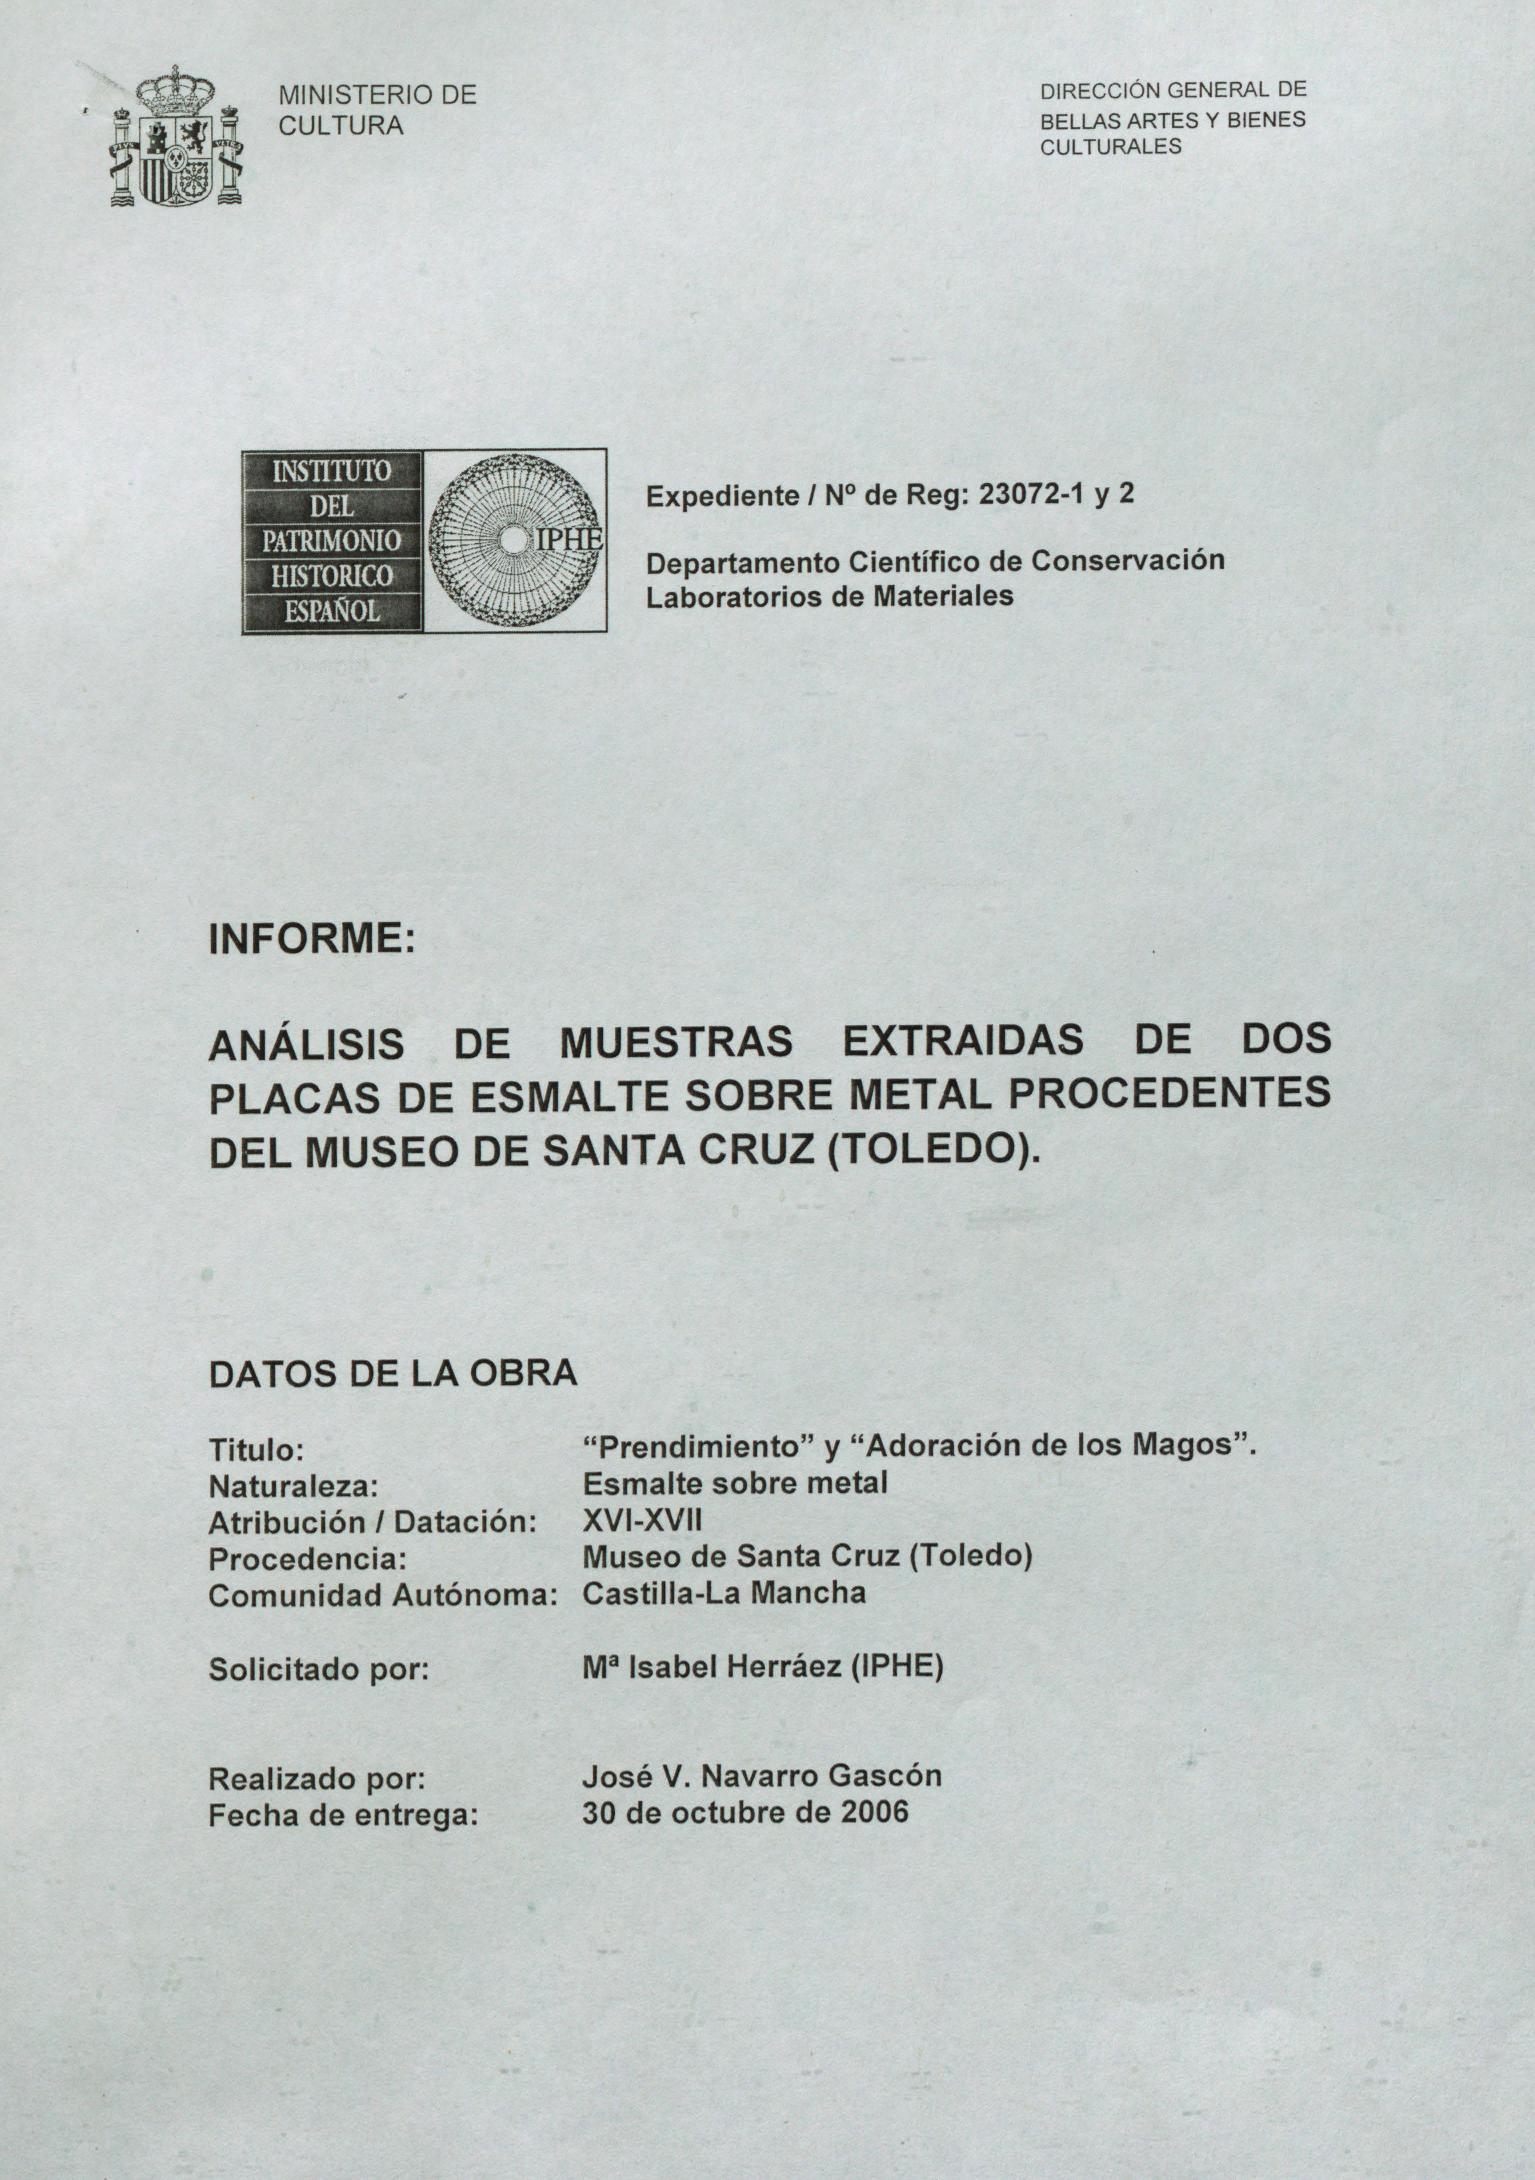 MINISTERIO DE
CULTURA
DIRECCIÓN GENERAL DE
BELLAS ARTES Y BIENES
CULTURALES
INSTITUTO
DEL
PATRIMONIO
HISTORICO
ESPAÑOL
IPHE
Expediente / Nº de Reg: 23072-1 y 2
Departamento Científico de Conservación
Laboratorios de Materiales
INFORME:
ANÁLISIS DE MUESTRAS EXTRAIDAS DE DOS
PLACAS DE ESMALTE SOBRE METAL PROCEDENTES
DEL MUSEO DE SANTA CRUZ (TOLEDO).
DATOS DE LA OBRA
Titulo: “Prendimiento” y “Adoración de los Magos”.
Naturaleza: Esmalte sobre metal
Atribución / Datación: XVI-XVII
Procedencia: Museo de Santa Cruz (Toledo)
Comunidad Autónoma: Castilla-La Mancha
Solicitado por: Mª Isabel Herráez (IPHE)
Realizado por: José V. Navarro Gascón
Fecha de entrega: 30 de octubre de 2006